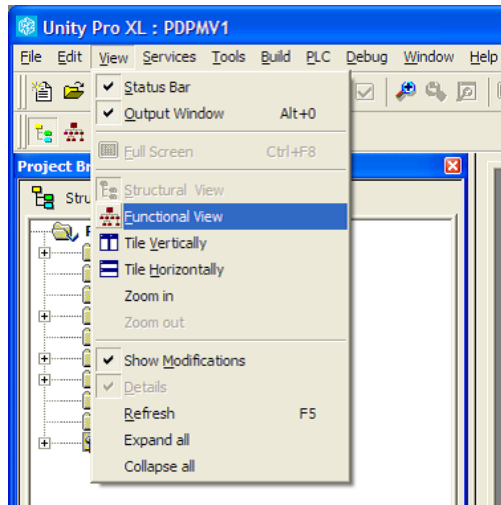 Unity Pro XL : PDPMV1
File Edit View Services Tools Build PLC Debug Window Help
Status Bar
Output Window Alt+0
Full Screen Ctrl+F8
Project Br
Stru
Structural View
Functional View
Tile Vertically
Tile Horizontally
Zoom in
Zoom out
Show Modifications
Details
Refresh F5
Expand all
Collapse all